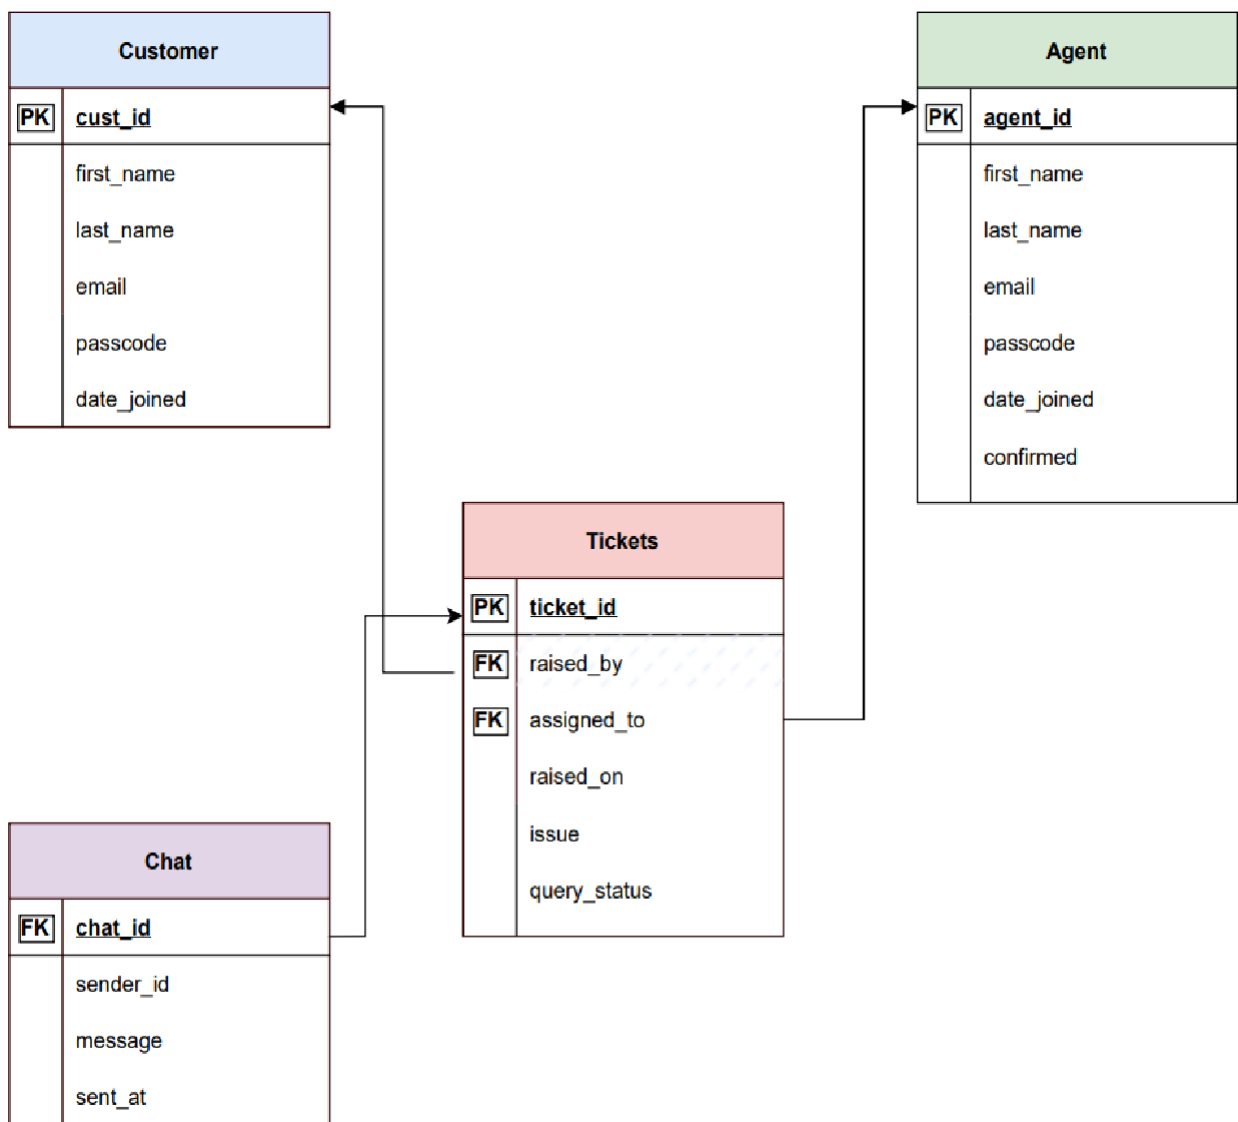 Customer
PK cust_id
first_name
last_name
email
passcode
date_joined
Agent
PK agent_id
first_name
last_name
email
passcode
date_joined
confirmed
Tickets
PK ticket_id
FK raised_by
FK assigned_to
raised_on
issue
query_status
Chat
FK chat_id
sender_id
message
sent_at